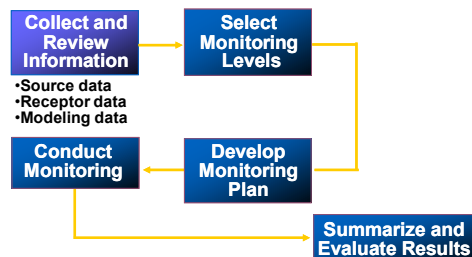 Collect and
Review
Information
Select
Monitoring
Levels
•Source data
•Receptor data
•Modeling data
Conduct
Monitoring
Develop
Monitoring
Plan
Summarize and
Evaluate Results